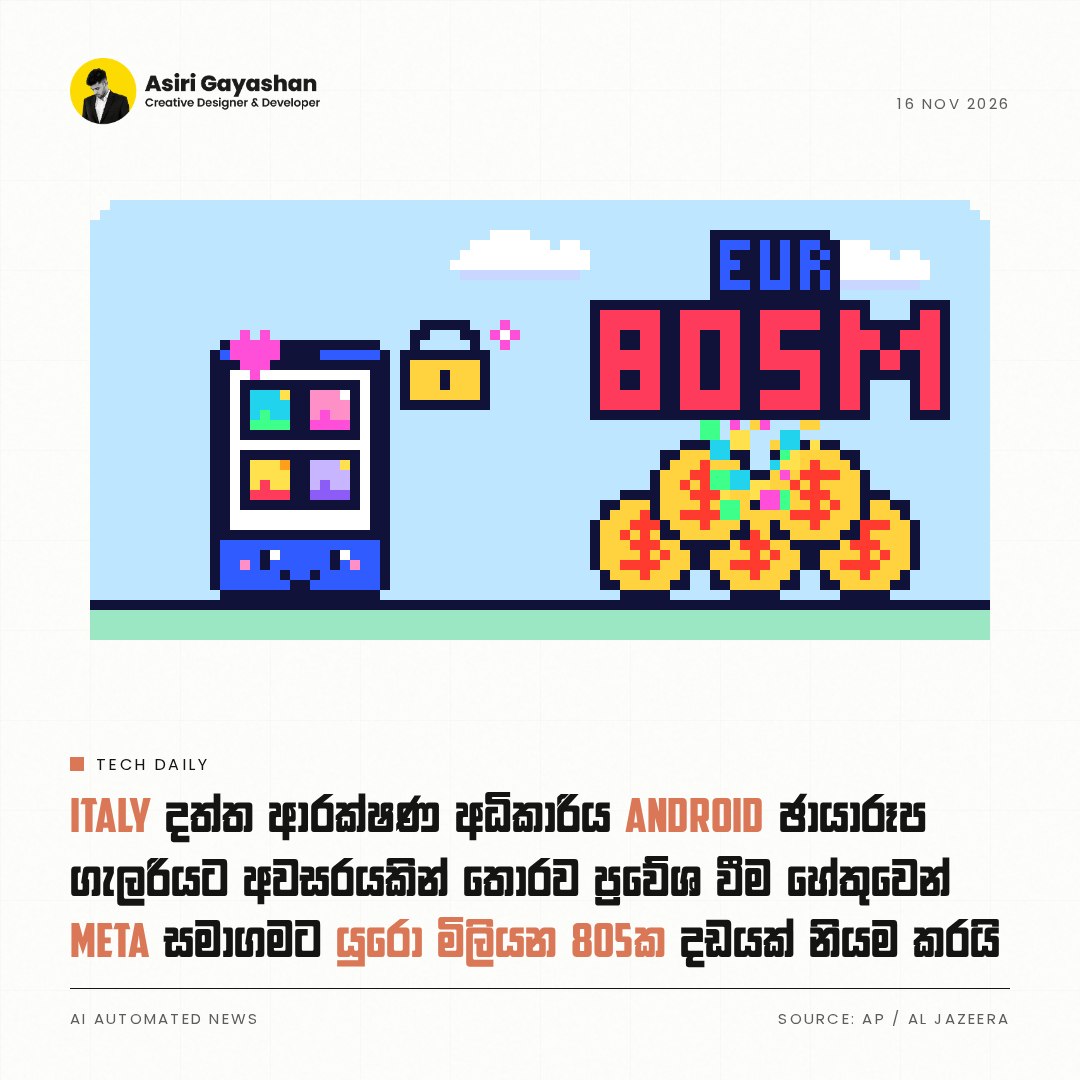 Asiri Gayashan
Creative Designer & Developer
16 NOV 2026
EUR
805M
TECH DAILY
ITALY දත්ත ආරක්ෂණ අධිකාරිය ANDROID ඡායාරූප
ගැලරියට අවසරයකින් තොරව ප්‍රවේශ වීම හේතුවෙන්
META සමාගමට යුරෝ මිලියන 805ක දඩයක් නියම කරයි
AI AUTOMATED NEWS
SOURCE: AP / AL JAZEERA